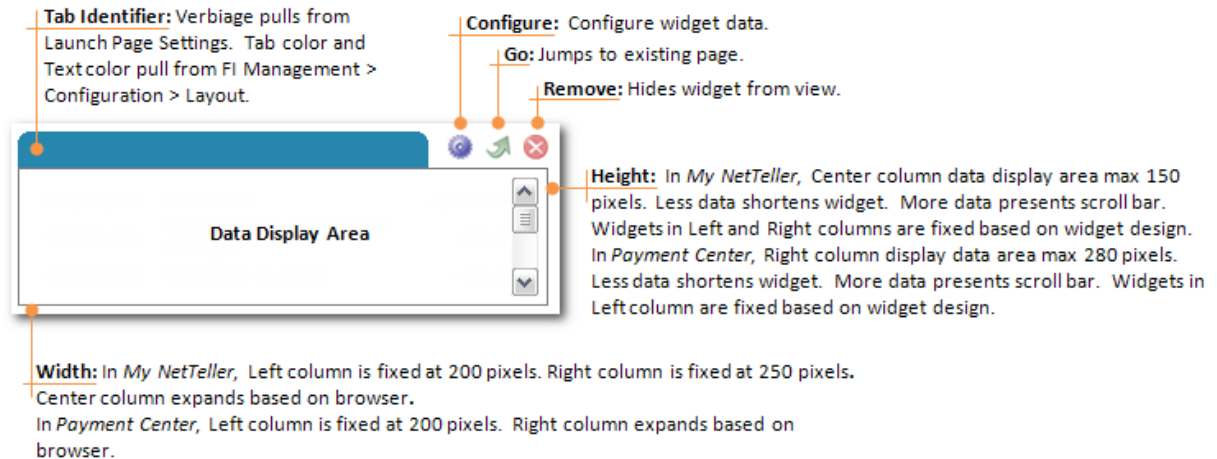 Tab Identifier: Verbiage pulls from
Launch Page Settings. Tab color and
Text color pull from FI Management >
Configuration > Layout.
Configure: Configure widget data.
Go: Jumps to existing page.
Remove: Hides widget from view.
Data Display Area
Height: In My NetTeller, Center column data display area max 150
pixels. Less data shortens widget. More data presents scroll bar.
Widgets in Left and Right columns are fixed based on widget design.
In Payment Center, Right column display data area max 280 pixels.
Less data shortens widget. More data presents scroll bar. Widgets in
Left column are fixed based on widget design.
Width: In My NetTeller, Left column is fixed at 200 pixels. Right column is fixed at 250 pixels.
Center column expands based on browser.
In Payment Center, Left column is fixed at 200 pixels. Right column expands based on
browser.